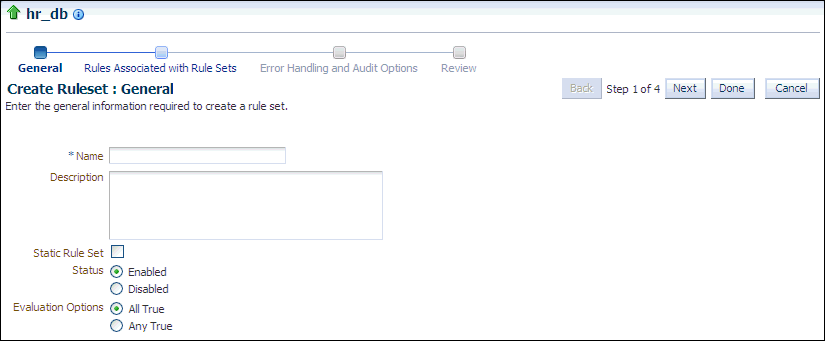 hr_db
General Rules Associated with Rule Sets Error Handling and Audit Options Review
Create Ruleset : General
Back Step 1 of 4 Next Done Cancel
Enter the general information required to create a rule set.
* Name
Description
Static Rule Set
Status Enabled
Disabled
Evaluation Options All True
Any True